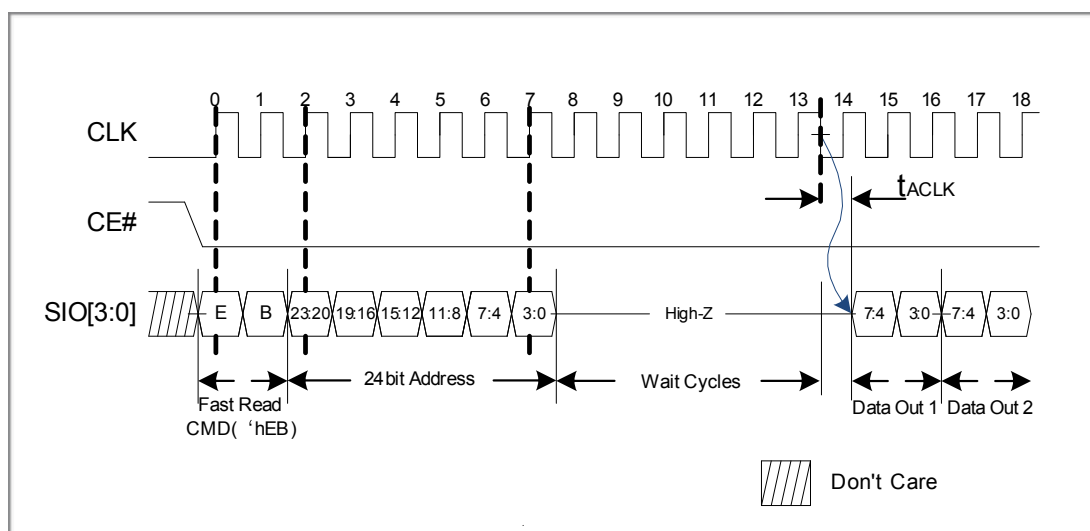 0 1 2 3 4 5 6 7 8 9 10 11 12 13 14 15 16 17 18
CLK
tACLK
CE#
SIO[3:0] E B 23:20 19:16 15:12 11:8 7:4 3:0 High-Z 7:4 3:0 7:4 3:0
24bit Address Wait Cycles
Fast Read Data Out 1 Data Out 2
CMD( ‘hEB)
Don't Care